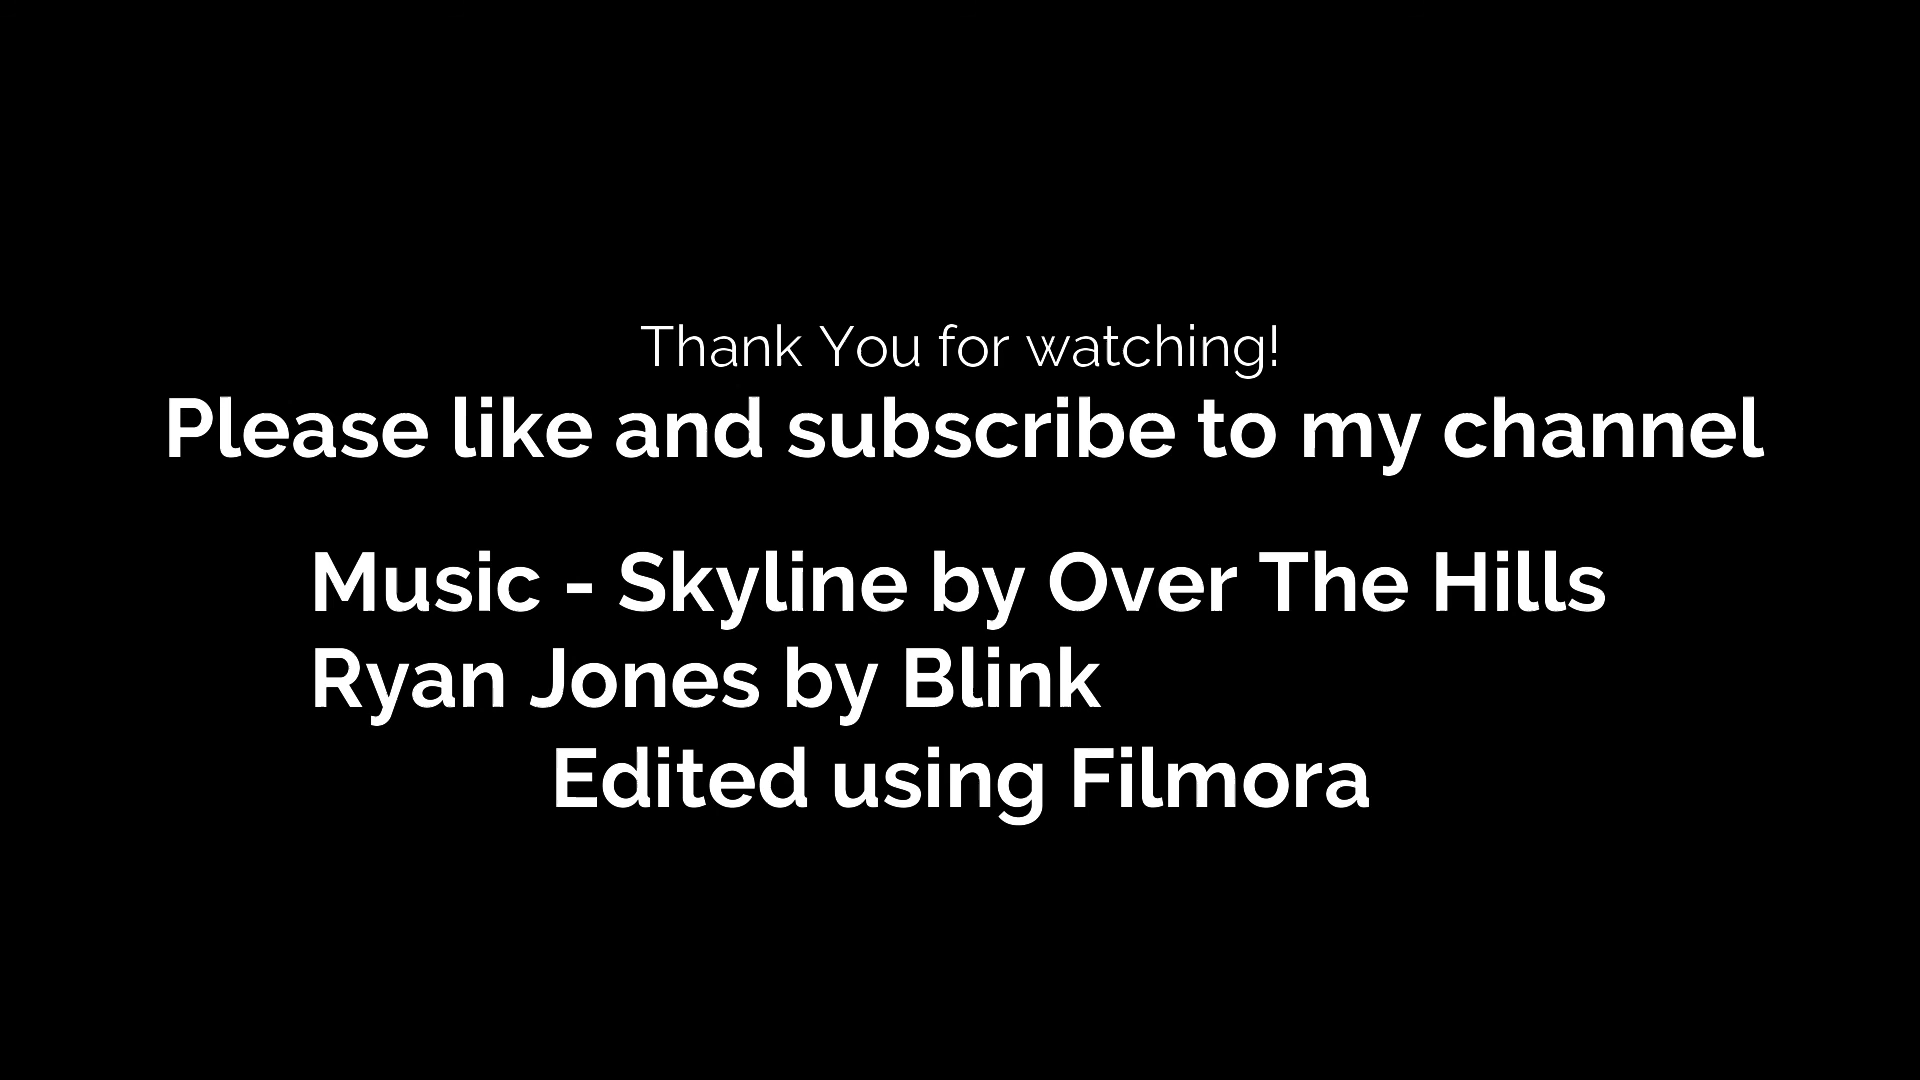 Thank You for watching!
Please like and subscribe to my channel
Music - Skyline by Over The Hills
Ryan Jones by Blink
Edited using Filmora